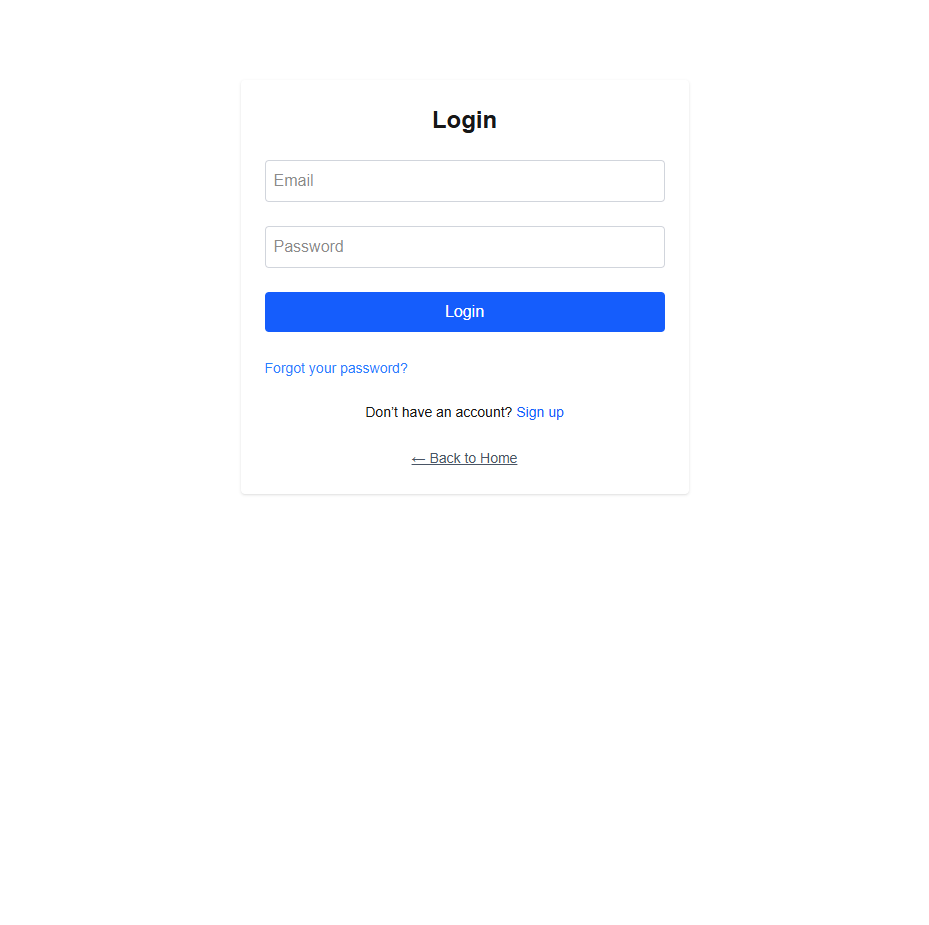 Login
Email
Password
Login
Forgot your password?
Don't have an account? Sign up
← Back to Home